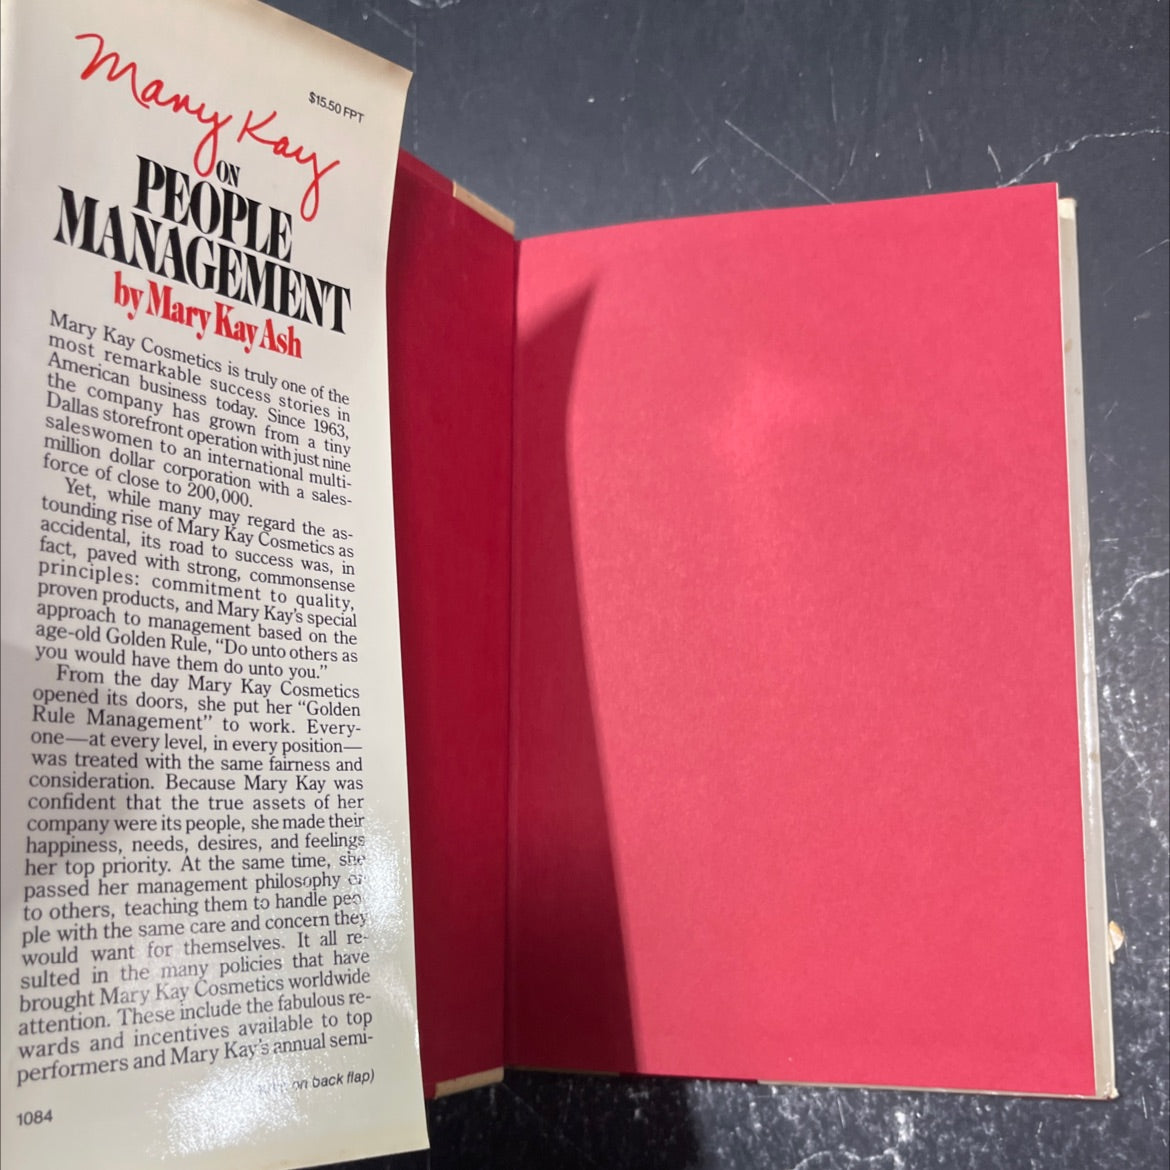 Mary Kay
$15.50 FPT
ON
PEOPLE
MANAGEMENT
by Mary Kay Ash
Mary Kay Cosmetics is truly one of the
most remarkable success stories in
American business today. Since 1963,
the company has grown from a tiny
Dallas storefront operation with just nine
saleswomen to an international multi-
million dollar corporation with a sales-
force of close to 200,000.
Yet, while many may regard the as-
tounding rise of Mary Kay Cosmetics as
accidental, its road to success was, in
fact, paved with strong, commonsense
principles: commitment to quality,
proven products, and Mary Kay's special
approach to management based on the
age-old Golden Rule, "Do unto others as
you would have them do unto you."
From the day Mary Kay Cosmetics
opened its doors, she put her "Golden
Rule Management" to work. Every-
one—at every level, in every position—
was treated with the same fairness and
consideration. Because Mary Kay was
confident that the true assets of her
company were its people, she made their
happiness, needs, desires, and feelings
her top priority. At the same time, she
passed her management philosophy
to others, teaching them to handle peo-
ple with the same care and concern they
would want for themselves. It all re-
sulted in the many policies that have
brought Mary Kay Cosmetics worldwide
attention. These include the fabulous re-
wards and incentives available to top
performers and Mary Kay's annual semi-
on back flap)
1084